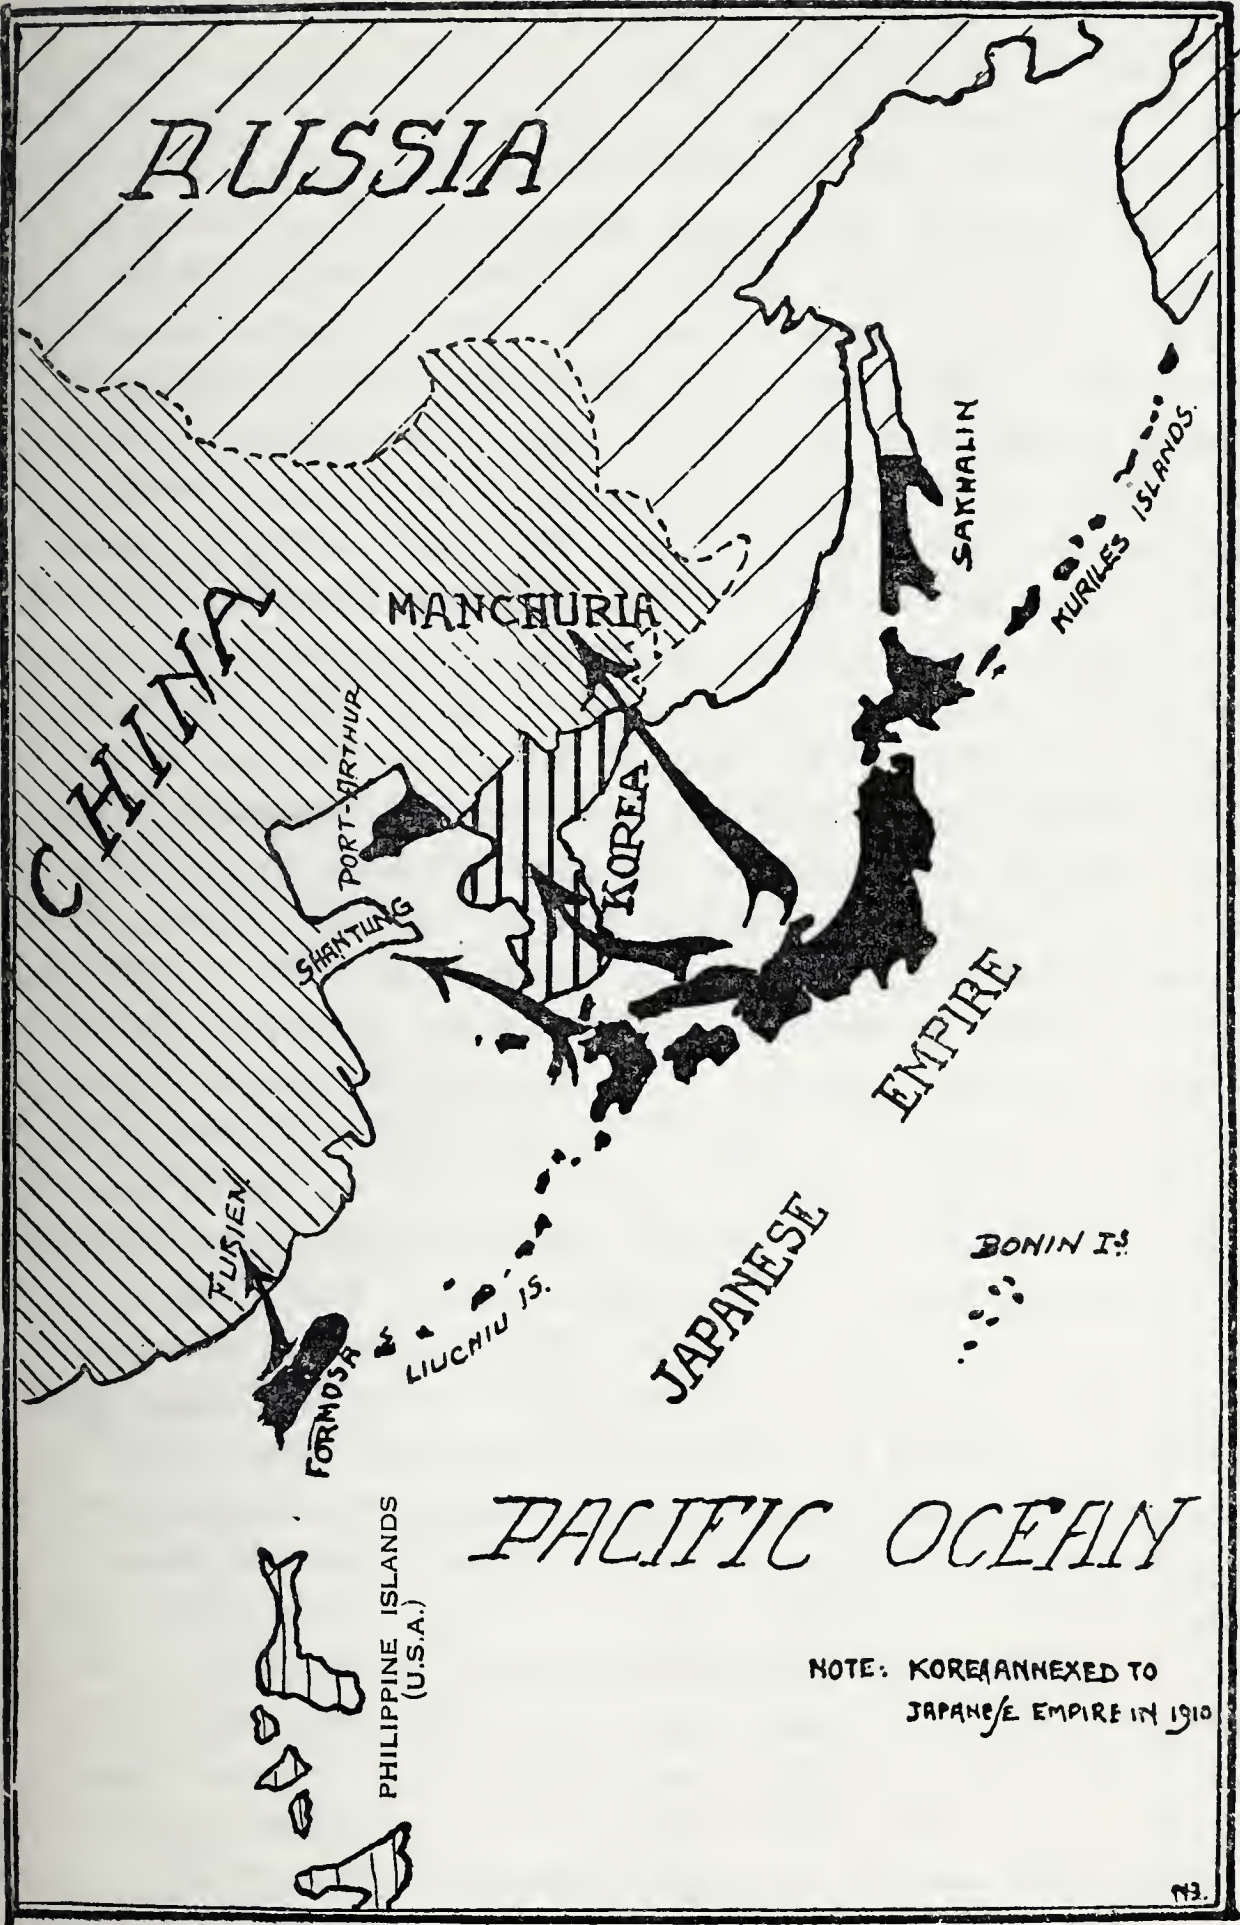 RUSSIA
SAKHALIN
KURILES ISLANDS.
MANCHURIA
CHINA
PORT-ARTHUR
KOREA
SHANTUNG
JAPANESE EMPIRE
FUKIEN
BONIN IS.
LIUCHIU IS.
FORMOSA
PACIFIC OCEAN
PHILIPPINE ISLANDS
(U.S.A.)
NOTE: KOREA ANNEXED TO
JAPANESE EMPIRE IN 1910